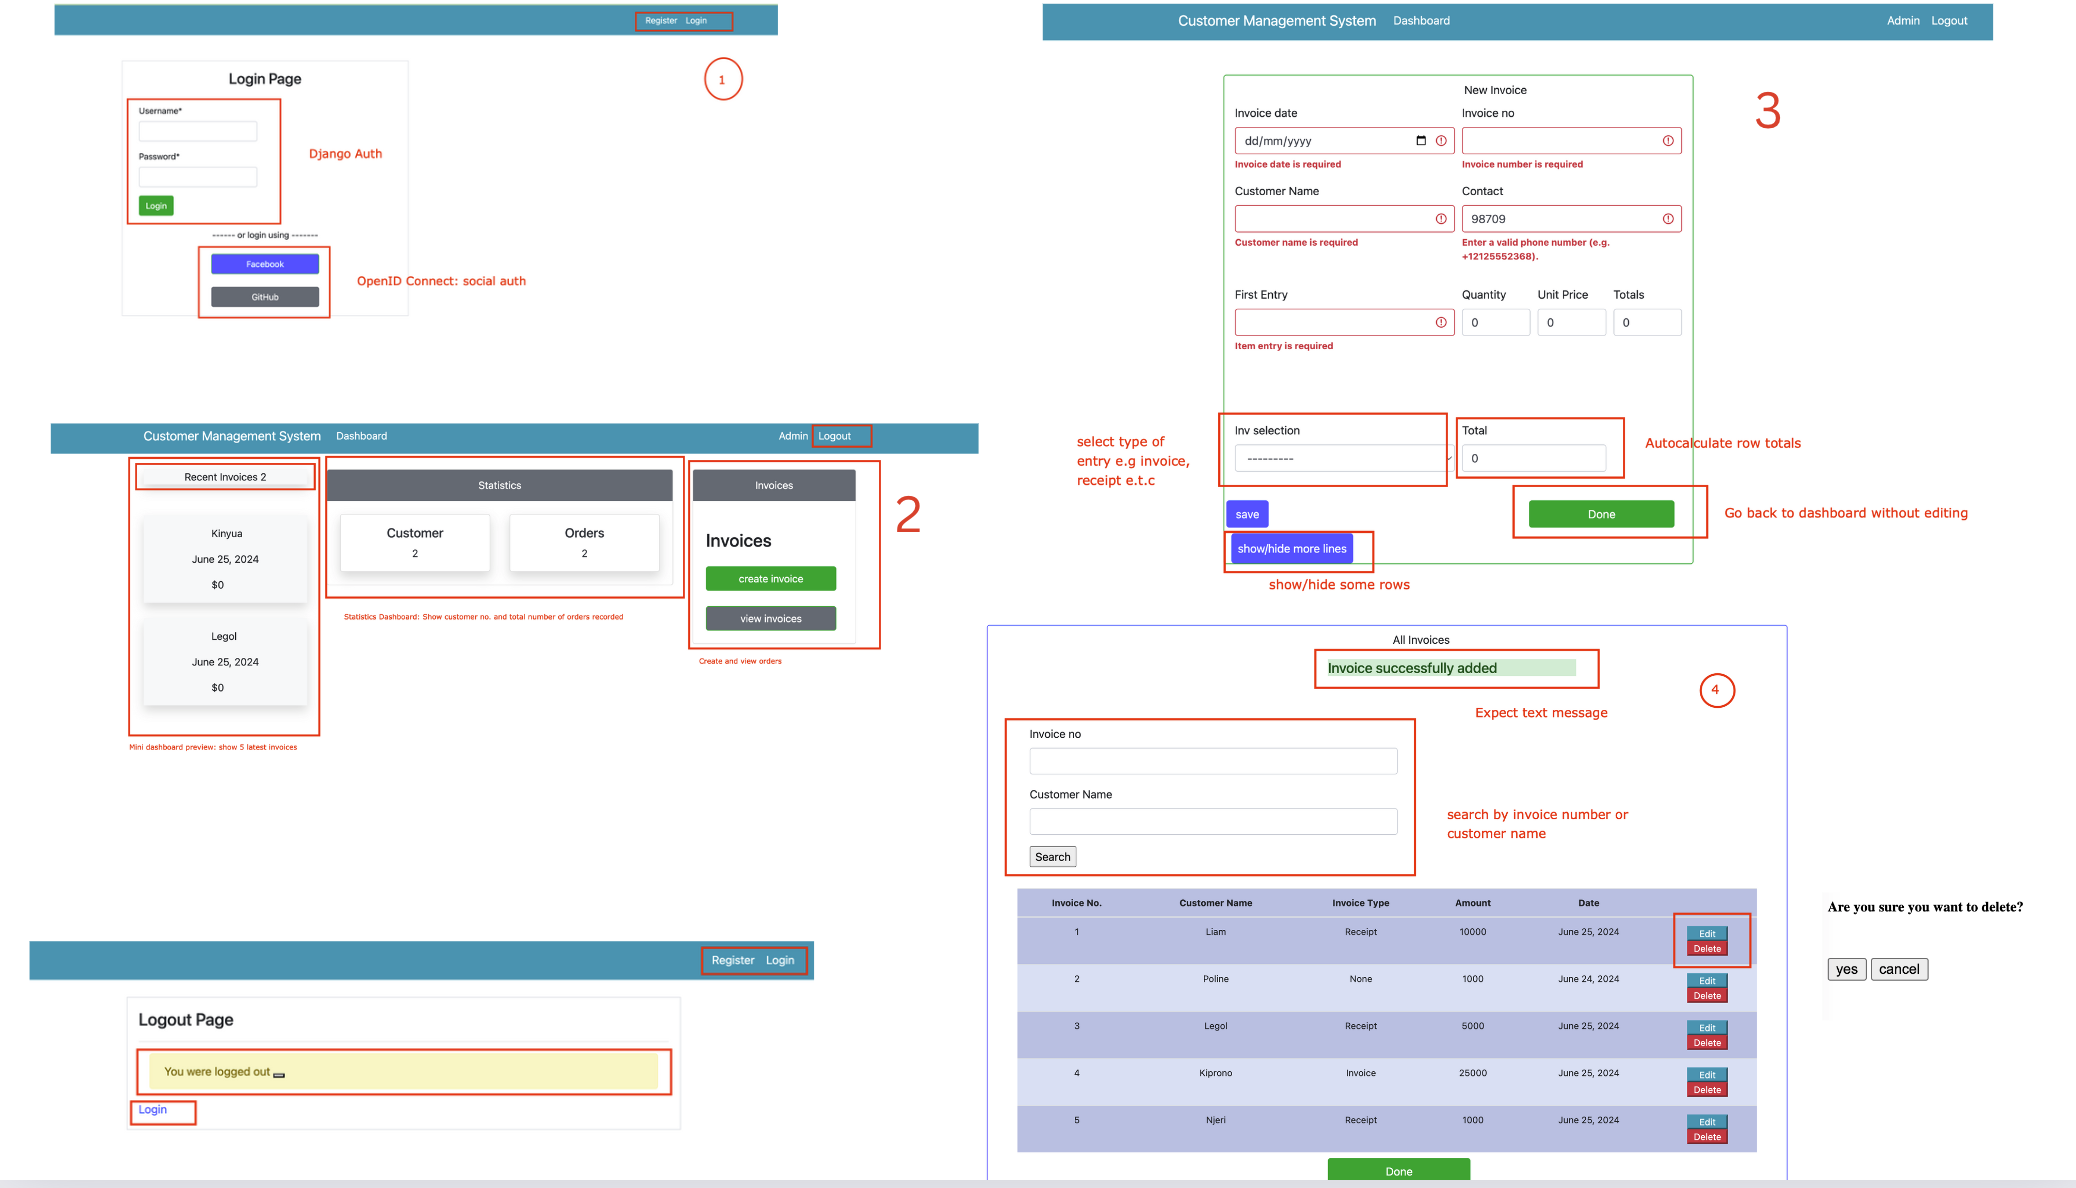 Register Login
1
Login Page
Username*
Password*
Login
Django Auth
------ or login using -------
Facebook
GitHub
OpenID Connect: social auth
Customer Management System Dashboard Admin Logout
2
Recent Invoices 2
Kinyua
June 25, 2024
$0
Legol
June 25, 2024
$0
Mini dashboard preview: show 5 latest invoices
Statistics
Customer
2
Orders
2
Statistics Dashboard: Show customer no. and total number of orders recorded
Invoices
Invoices
create invoice
view invoices
Create and view orders
Register Login
Logout Page
You were logged out
Login
Customer Management System Dashboard Admin Logout
3
New Invoice
Invoice date Invoice no
dd/mm/yyyy
Invoice date is required Invoice number is required
Customer Name Contact
98709
Customer name is required Enter a valid phone number (e.g.
+12125552368).
First Entry Quantity Unit Price Totals
0 0 0
Item entry is required
select type of
entry e.g invoice,
receipt e.t.c
Inv selection
---------
Total
0
Autocalculate row totals
save
Done
Go back to dashboard without editing
show/hide more lines
show/hide some rows
All Invoices
Invoice successfully added
Expect text message
4
Invoice no
Customer Name
Search
search by invoice number or
customer name
Invoice No. Customer Name Invoice Type Amount Date
1 Liam Receipt 10000 June 25, 2024 Edit
Delete
2 Poline None 1000 June 24, 2024 Edit
Delete
3 Legol Receipt 5000 June 25, 2024 Edit
Delete
4 Kiprono Invoice 25000 June 25, 2024 Edit
Delete
5 Njeri Receipt 1000 June 25, 2024 Edit
Delete
Done
Are you sure you want to delete?
yes cancel